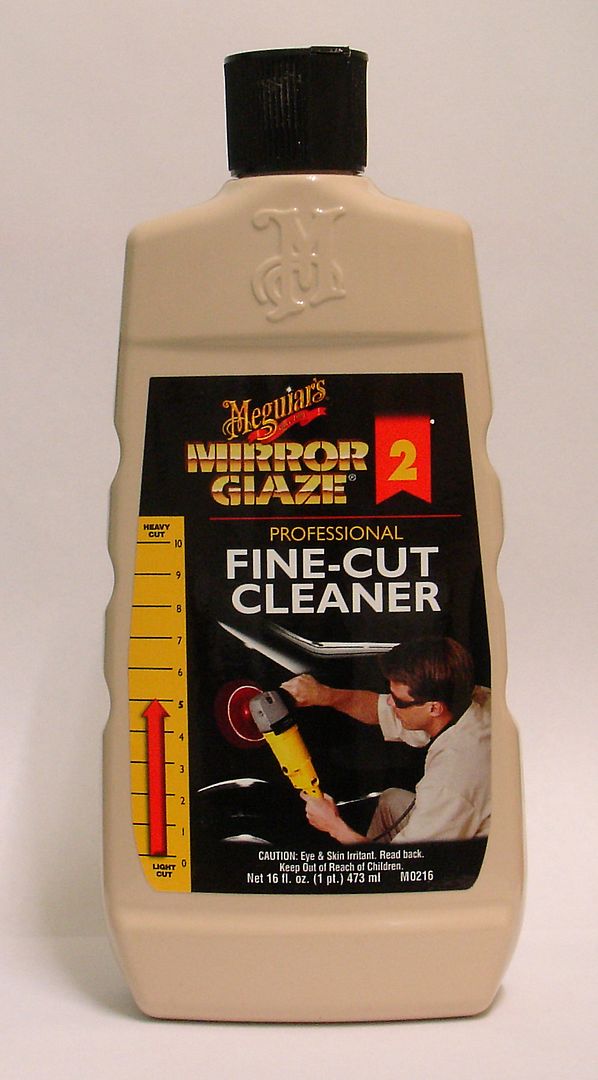 M
Meguiar's
MIRROR
GLAZE®
2
PROFESSIONAL
FINE-CUT
CLEANER
HEAVY
CUT
10
9
8
7
6
5
4
3
2
1
0
LIGHT
CUT
CAUTION: Eye & Skin Irritant. Read back.
Keep Out of Reach of Children.
Net 16 fl. oz. (1 pt.) 473 ml M0216